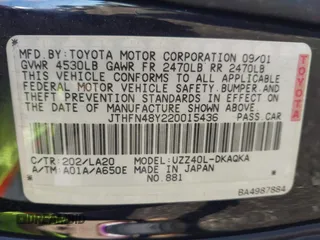 MFD. BY: TOYOTA MOTOR CORPORATION 09/01
GVWR 4530LB GAWR FR 2470LB RR 2470LB
THIS VEHICLE CONFORMS TO ALL APPLICABLE
FEDERAL MOTOR VEHICLE SAFETY, BUMPER, AND
THEFT PREVENTION STANDARDS IN EFFECT ON
THE DATE OF MANUFACTURE SHOWN ABOVE.
JTHFN48Y220015436 PASS.CAR
C/TR:202/LA20 MODEL:UZZ40L-DKAQKA
A/TM:A01A/A650E MADE IN JAPAN
NO.881
BA4987884